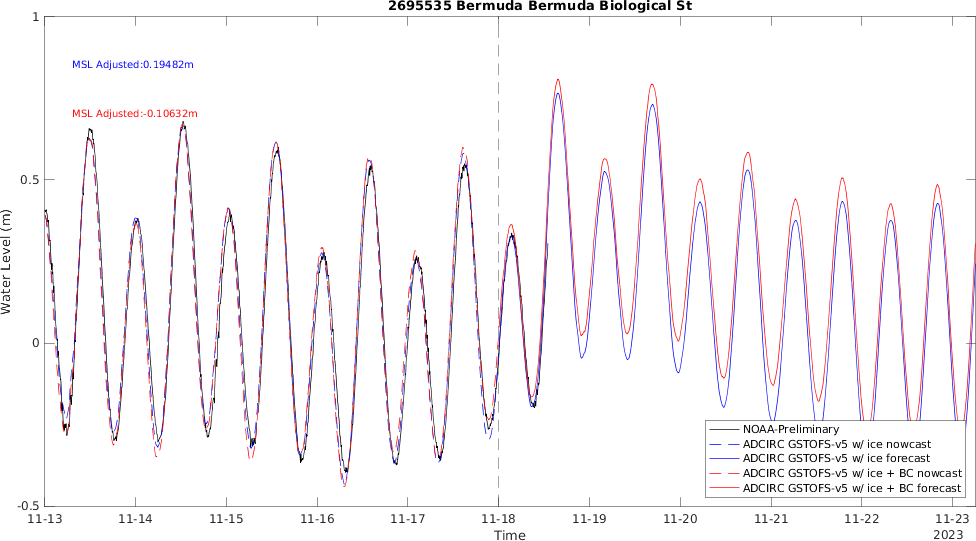 2695535 Bermuda Bermuda Biological St
1
MSL Adjusted:0.19482m
MSL Adjusted:-0.10632m
0.5
Water Level (m)
0
NOAA-Preliminary
ADCIRC GSTOFS-v5 w/ ice nowcast
ADCIRC GSTOFS-v5 w/ ice forecast
ADCIRC GSTOFS-v5 w/ice + BC nowcast
ADCIRC GSTOFS-v5 w/ice + BC forecast
-0.5
11-13 11-14 11-15 11-16 11-17 11-18 11-19 11-20 11-21 11-22 11-23
Time
2023